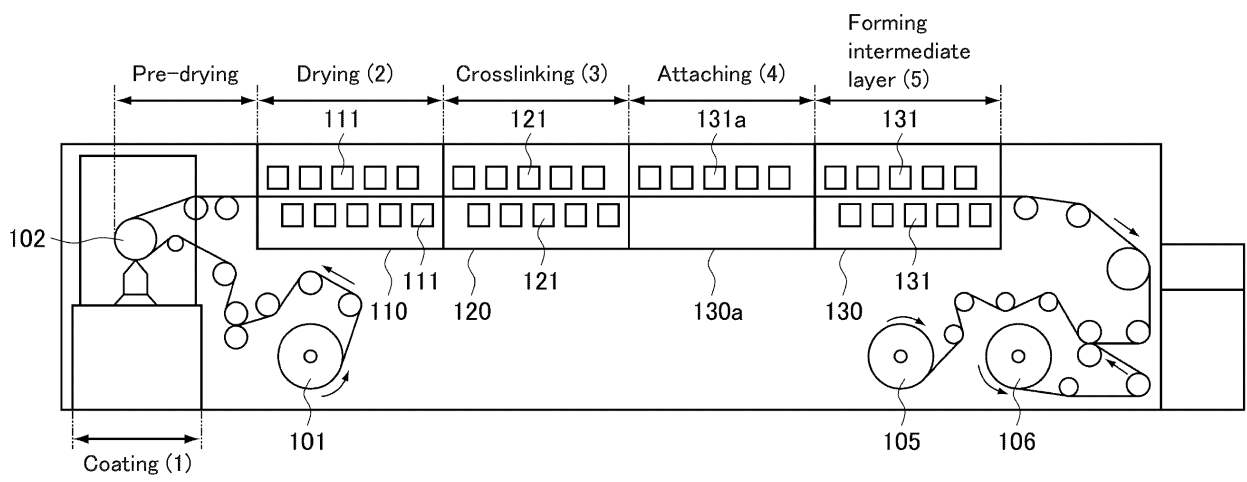 Forming
intermediate
layer (5)
Pre-drying
Drying (2)
Crosslinking (3)
Attaching (4)
111
121
131a
131
102
111
121
131
110
120
130a
130
101
105
106
Coating (1)